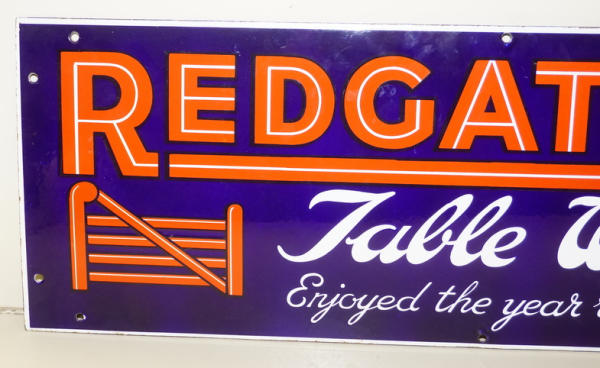 REDGAT
Table W
Enjoyed the year